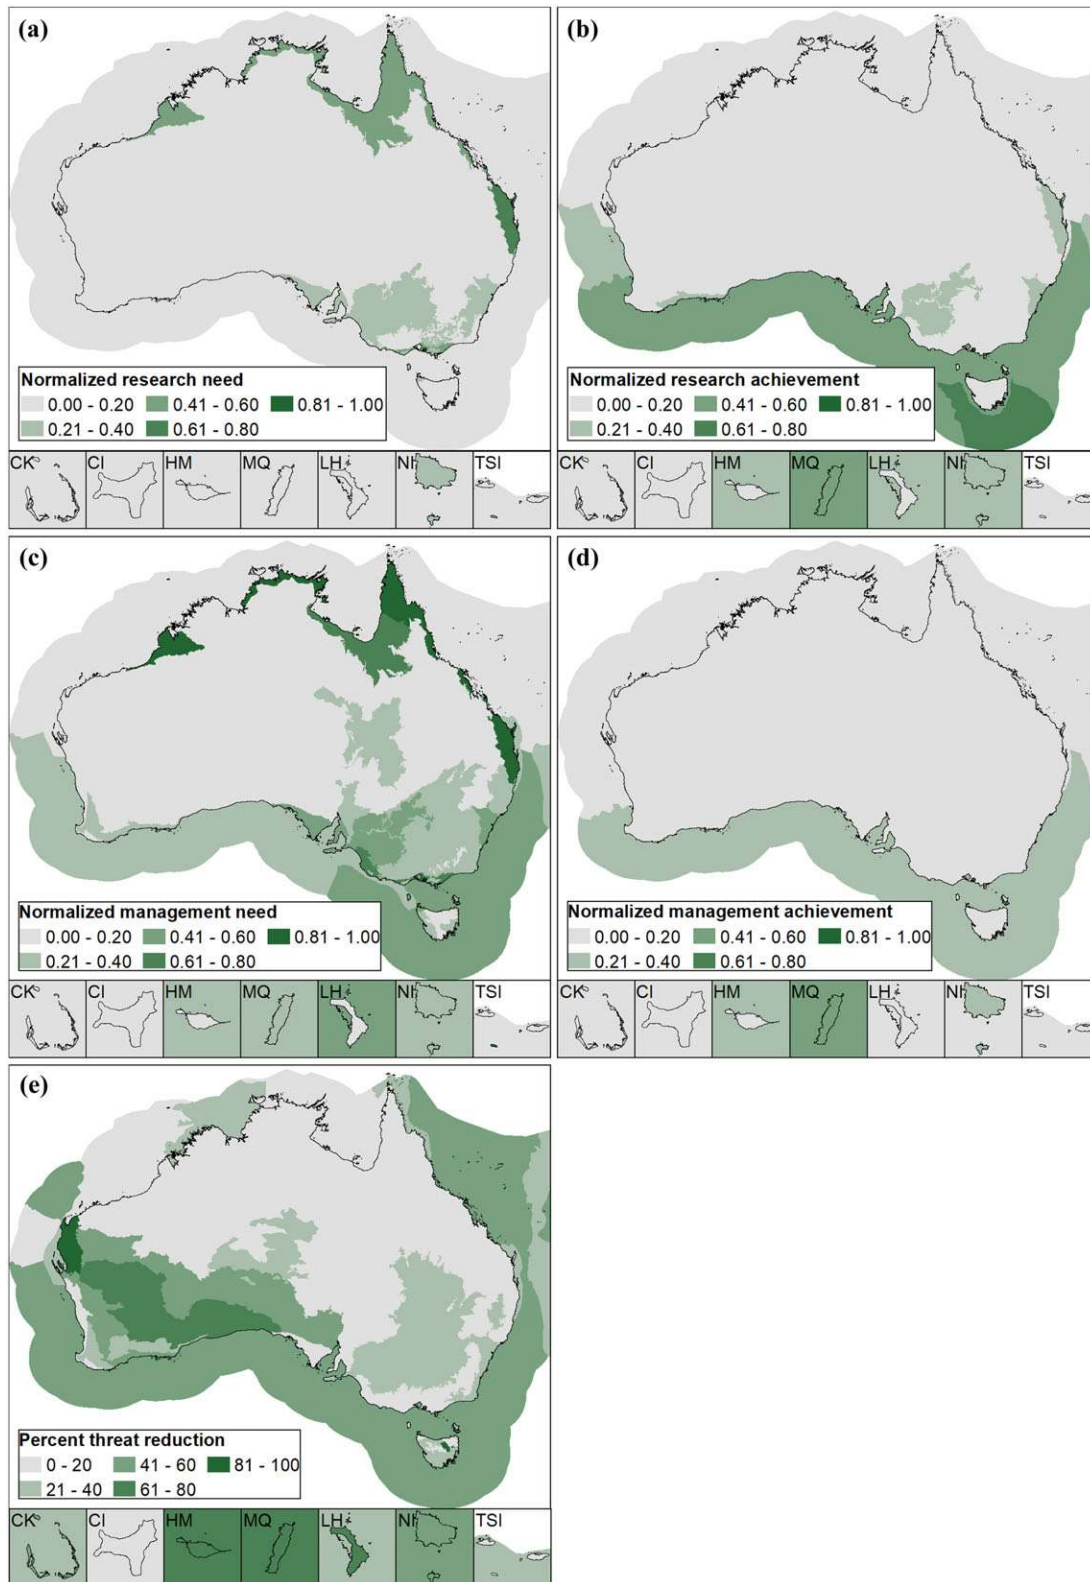 (a)
Normalized research need
0.00 - 0.20 0.41 - 0.60 0.81 - 1.00
0.21 - 0.40 0.61 - 0.80
CK CI HM MQ LH NI TSI
(b)
Normalized research achievement
0.00 - 0.20 0.41 - 0.60 0.81 - 1.00
0.21 - 0.40 0.61 - 0.80
CK CI HM MQ LH NI TSI
(c)
Normalized management need
0.00 - 0.20 0.41 - 0.60 0.81 - 1.00
0.21 - 0.40 0.61 - 0.80
CK CI HM MQ LH NI TSI
(d)
Normalized management achievement
0.00 - 0.20 0.41 - 0.60 0.81 - 1.00
0.21 - 0.40 0.61 - 0.80
CK CI HM MQ LH NI TSI
(e)
Percent threat reduction
0 - 20 41 - 60 81 - 100
21 - 40 61 - 80
CK CI HM MQ LH NI TSI